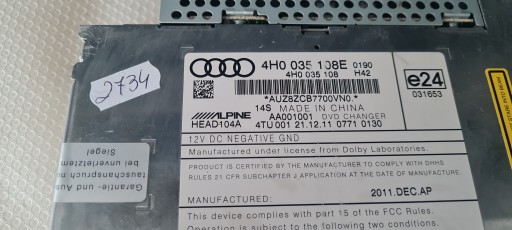 2734
4H0 035 108E 0190
4H0 035 108 H42
*AUZ8ZCB7700VN0.*
14S MADE IN CHINA
ALPINE AA001001 DVD CHANGER
HEAD104A 4TU 001 21.12.11 0771 0130
e24
031653
12V DC NEGATIVE GND
Manufactured under license from Dolby Laboratories.
PRODUCT IS CERTIFIED BY THE MANUFACTURER TO COMPLY WITH DHHS
RULES 21 CFR SUBCHAPTER J APPLICATION AT THE DATE OF MANUFACTURE
MANUFACTURED: 2011.DEC.AP
This device complies with part 15 of the FCC Rules.
Operation is subject to the following two
Garantie- und Aus
tauschanspruch nu
bei unverletztem
Siegel